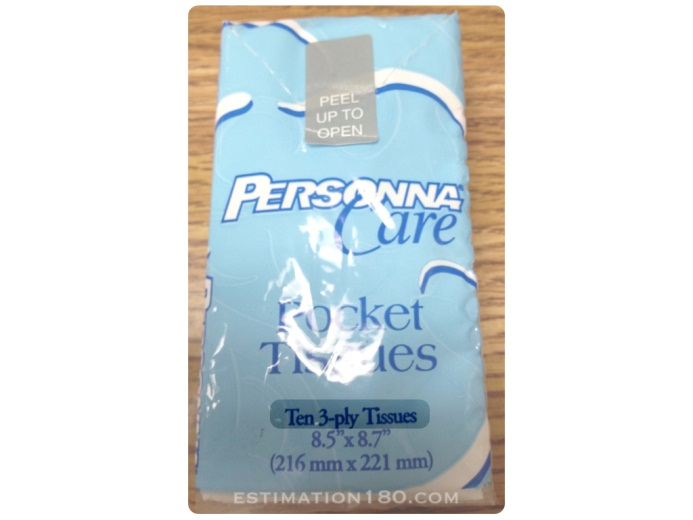 PEEL
UP TO
OPEN
PERSONNA
Care
Pocket
Tissues
Ten 3-ply Tissues
8.5" x 8.7"
(216 mm x 221 mm)
ESTIMATION180.COM